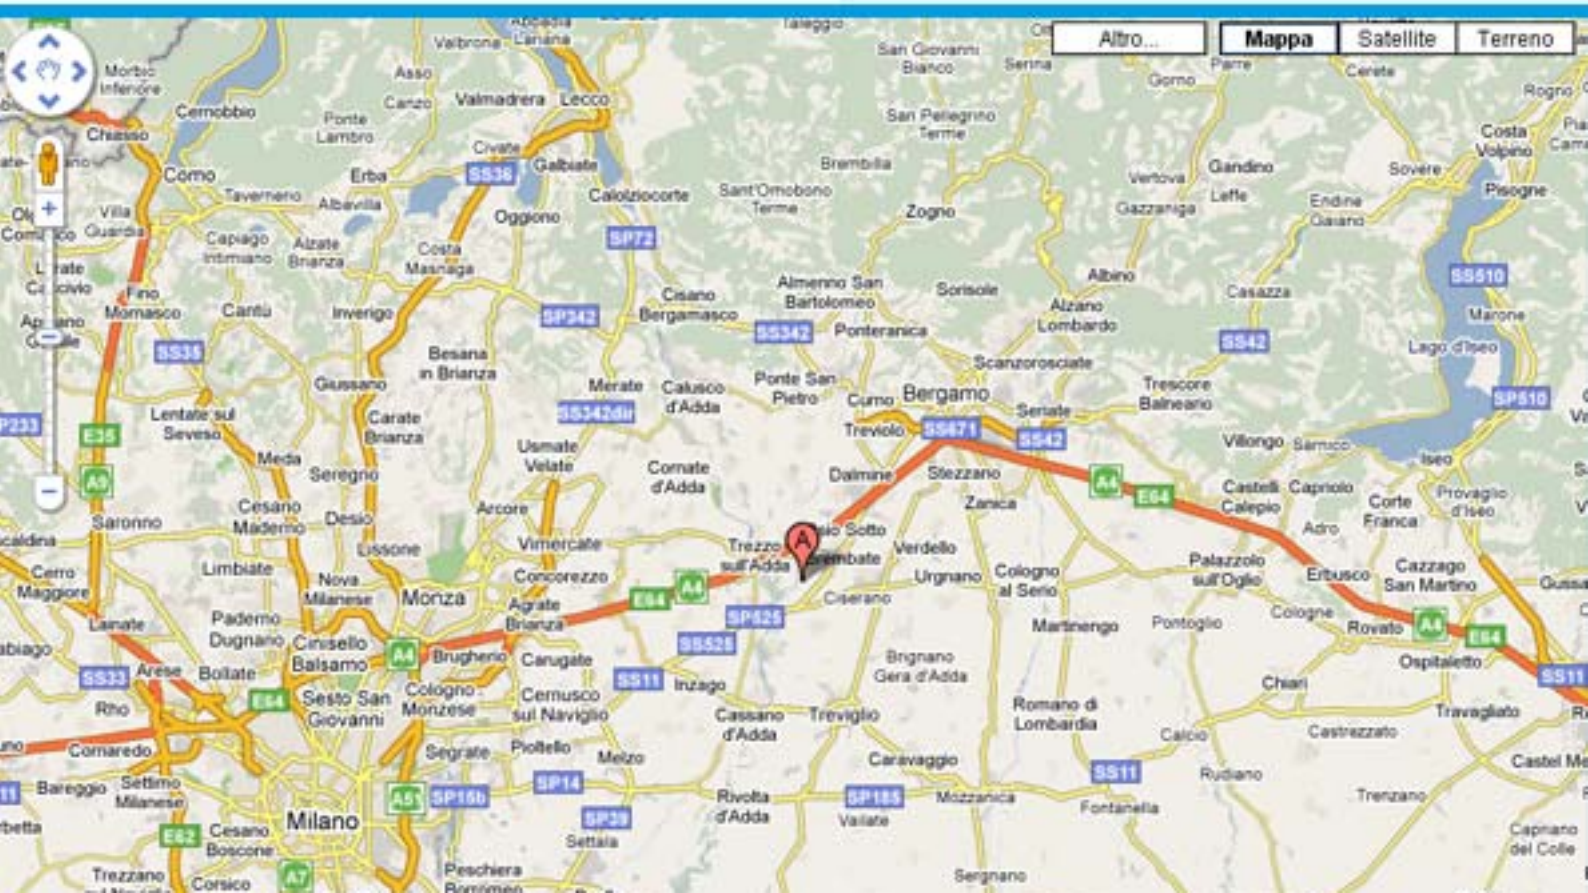 Abbadia
Lariana
Taleggio
Altro...
Mappa
Satellite
Terreno
Valbrona
San Giovanni
Bianco
Serina
Parre
Gorno
Cerete
Rogno
Morbio
Inferiore
Asso
Canzo
Valmadrera
Lecco
Cernobbio
Ponte
Lambro
San Pellegrino
Terme
Costa
Volpino
Chiasso
Civate
Galbiate
SS36
Brembilla
Gandino
Sovere
Como
Erba
Vertova
Leffe
Pisogne
Tavernerio
Albavilla
Calolziocorte
Sant'Omobono
Terme
Zogno
Gazzaniga
Endine
Gaiano
Villa
Guardia
Oggiono
SP72
Capiago
Intimiano
Alzate
Brianza
Costa
Masnaga
Albino
SS510
Casazza
Fino
Mornasco
Cantù
Inverigo
SP342
Cisano
Bergamasco
Almenno San
Bartolomeo
Sorisole
Alzano
Lombardo
Marone
SS342
Ponteranica
SS42
Lago d'Iseo
SS35
Besana
in Brianza
Scanzorosciate
Giussano
Merate
Calusco
d'Adda
Ponte San
Pietro
Curno
Bergamo
Trescore
Balneario
SP510
Lentate sul
Seveso
Carate
Brianza
SS342dir
Seriate
P233
E35
Treviolo
SS671
SS42
Villongo
Sarnico
Iseo
Meda
Seregno
Usmate
Velate
Cornate
d'Adda
Dalmine
Stezzano
A4
E64
A9
Castelli
Calepio
Capriolo
Corte
Franca
Provaglio
d'Iseo
Saronno
Cesano
Maderno
Desio
Arcore
Zanica
Adro
Lissone
Vimercate
Trezzo
sull'Adda
A
Sotto
Brembate
Verdello
Cerro
Maggiore
Limbiate
Nova
Milanese
Monza
Concorezzo
E64
A4
Urgnano
Cologno
al Serio
Palazzolo
sull'Oglio
Erbusco
Cazzago
San Martino
Ciserano
Lainate
Paderno
Dugnano
Cinisello
Balsamo
Agrate
Brianza
SP525
Martinengo
Pontoglio
Cologne
Rovato
A4
E64
SS525
A4
Brugherio
Carugate
Brignano
Gera d'Adda
Ospitaletto
SS33
Arese
Bollate
SS11
Inzago
Chiari
SS11
Rho
E64
Sesto San
Giovanni
Cologno
Monzese
Cernusco
sul Naviglio
Cassano
d'Adda
Treviglio
Romano di
Lombardia
Travagliato
Cornaredo
Segrate
Pioltello
Melzo
Calcio
Castrezzato
Caravaggio
SS11
Rudiano
Bareggio
Settimo
Milanese
A51
SP15b
SP14
Rivolta
d'Adda
SP185
Mozzanica
Fontanella
Trenzano
Milano
SP39
Settala
Vailate
E62
Cesano
Boscone
Capriano
del Colle
Trezzano
Corsico
A7
Peschiera
Borromeo
Sergnano